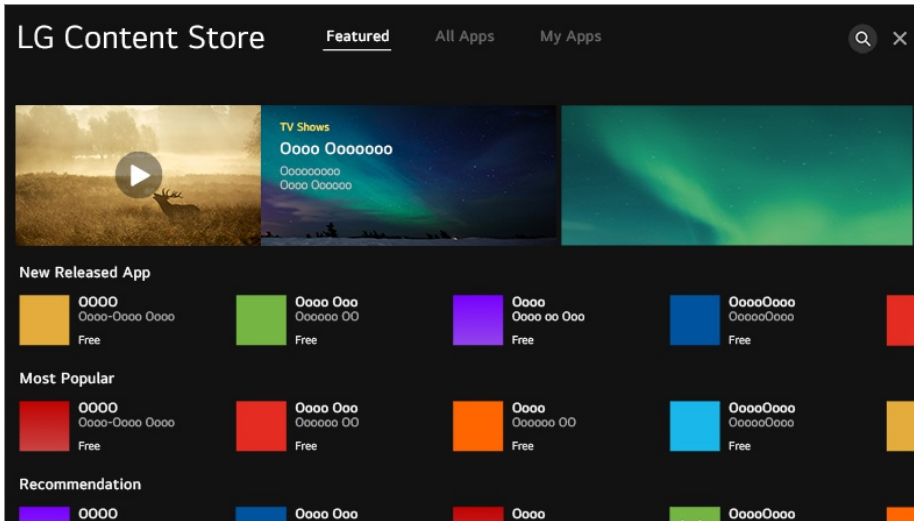 LG Content Store
Featured
All Apps
My Apps
TV Shows
Oooo Ooooooo
Ooooooooo
Oooo Oooooo
New Released App
OOOO
Oooo-Oooo Oooo
Free
Oooo Ooo
Oooooo OO
Free
Oooo
Oooo oo Ooo
Free
OoooOooo
OooooOooo
Free
Most Popular
OOOO
Oooo-Oooo Oooo
Free
Oooo Ooo
Oooooo OO
Free
Oooo
Oooooo OO
Free
OoooOooo
OooooOooo
Free
Recommendation
OOOO
Oooo Ooo
Oooo
OoooOooo